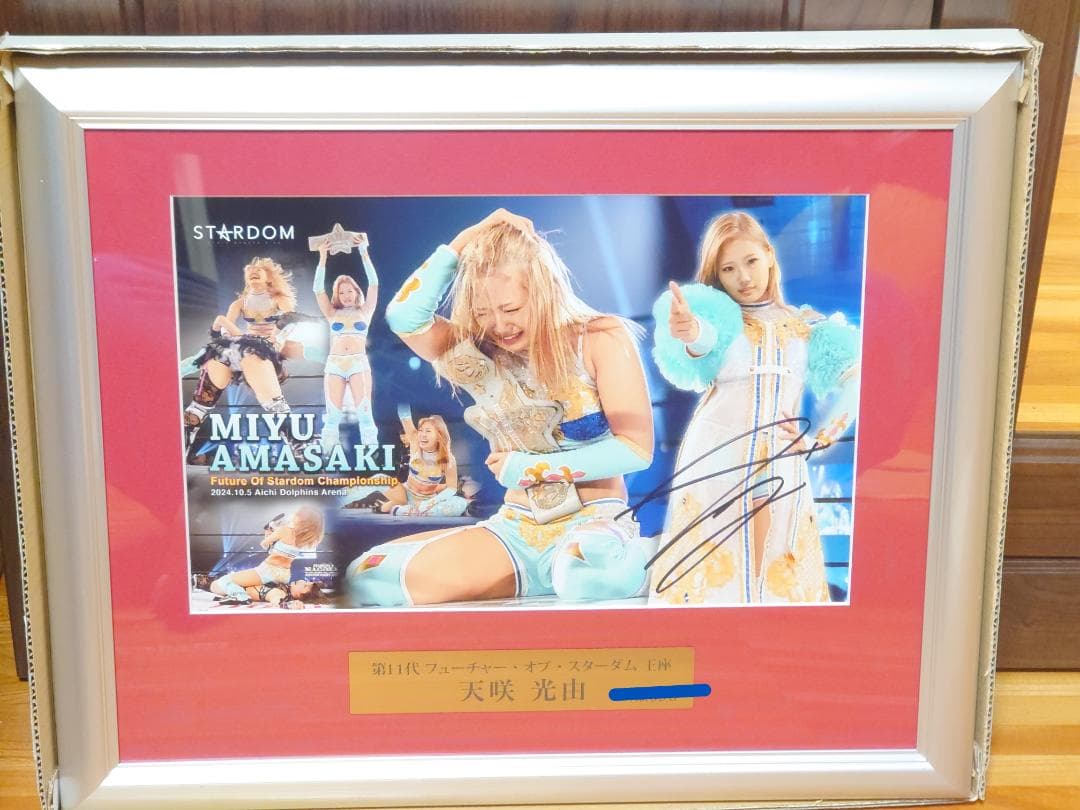 STARDOM
MIYU
AMASAKI
Future Of Stardom Championship
2024.10.5 Aichi Dolphins Arena
第11代 フューチャー・オブ・スターダム 王座
天咲 光由